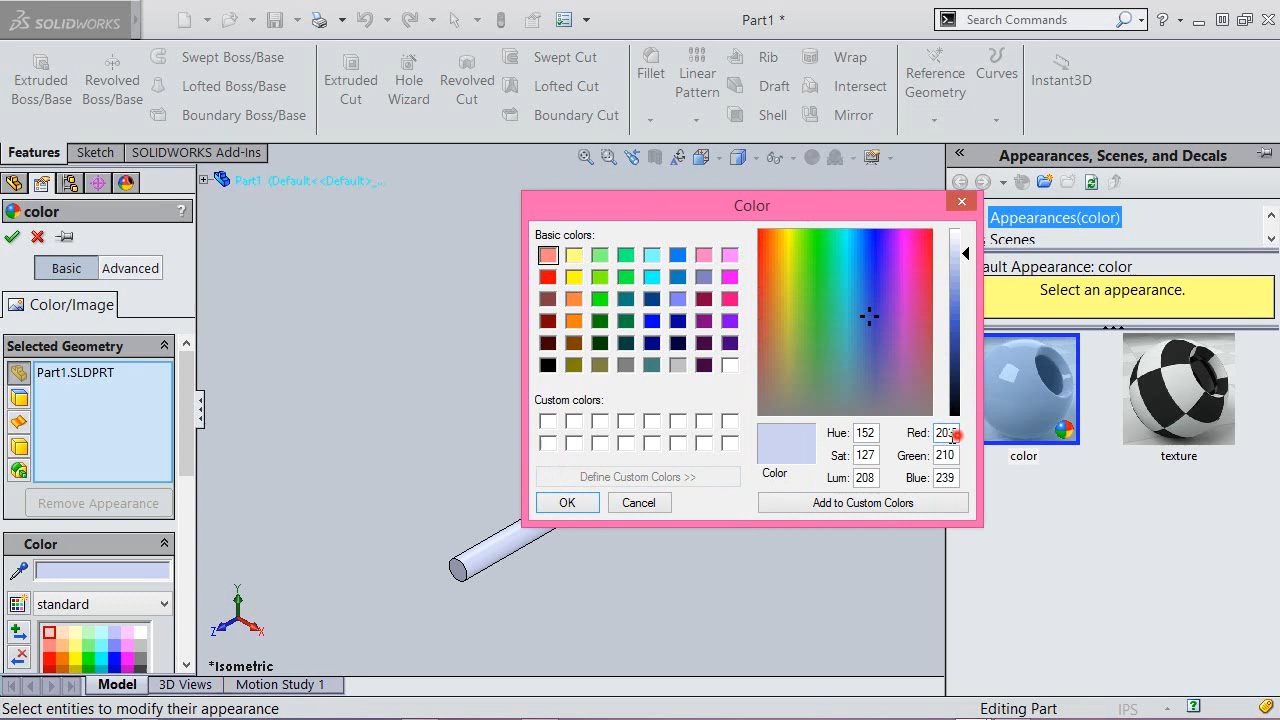 SOLIDWORKS
Part1 *
Search Commands
Extruded Boss/Base
Revolved Boss/Base
Swept Boss/Base
Lofted Boss/Base
Boundary Boss/Base
Extruded Cut
Hole Wizard
Revolved Cut
Swept Cut
Lofted Cut
Boundary Cut
Fillet
Linear Pattern
Rib
Draft
Shell
Wrap
Intersect
Mirror
Reference Geometry
Curves
Instant3D
Features
Sketch
SOLIDWORKS Add-Ins
Part1 (Default<<Default>_...
Appearances, Scenes, and Decals
color
?
Basic
Advanced
Color/Image
Selected Geometry
Part1.SLDPRT
Remove Appearance
Color
standard
Color
Basic colors:
Custom colors:
Define Custom Colors >>
OK
Cancel
Color
Hue: 152
Sat: 127
Lum: 208
Red:
Green: 210
Blue: 239
Add to Custom Colors
Appearances(color)
Scenes
ault Appearance: color
Select an appearance.
color
texture
Y
Z
X
*Isometric
Model
3D Views
Motion Study 1
Select entities to modify their appearance
Editing Part
IPS